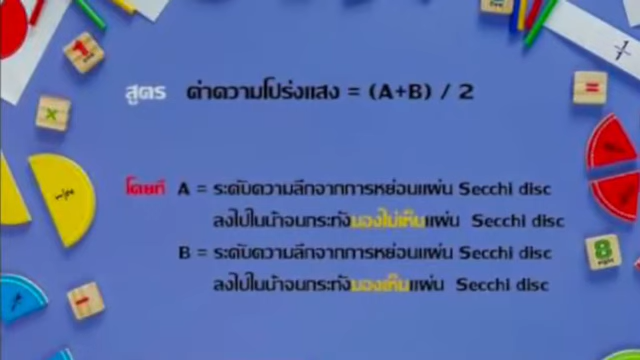 สูตร ค่าความโปร่งแสง = (A+B) / 2
โดยที่ A = ระดับความลึกจากการหย่อนแผ่น Secchi disc
ลงไปในน้ำจนกระทั่งมองไม่เห็นแผ่น Secchi disc
B = ระดับความลึกจากการหย่อนแผ่น Secchi disc
ลงไปในน้ำจนกระทั่งมองเห็นแผ่น Secchi disc